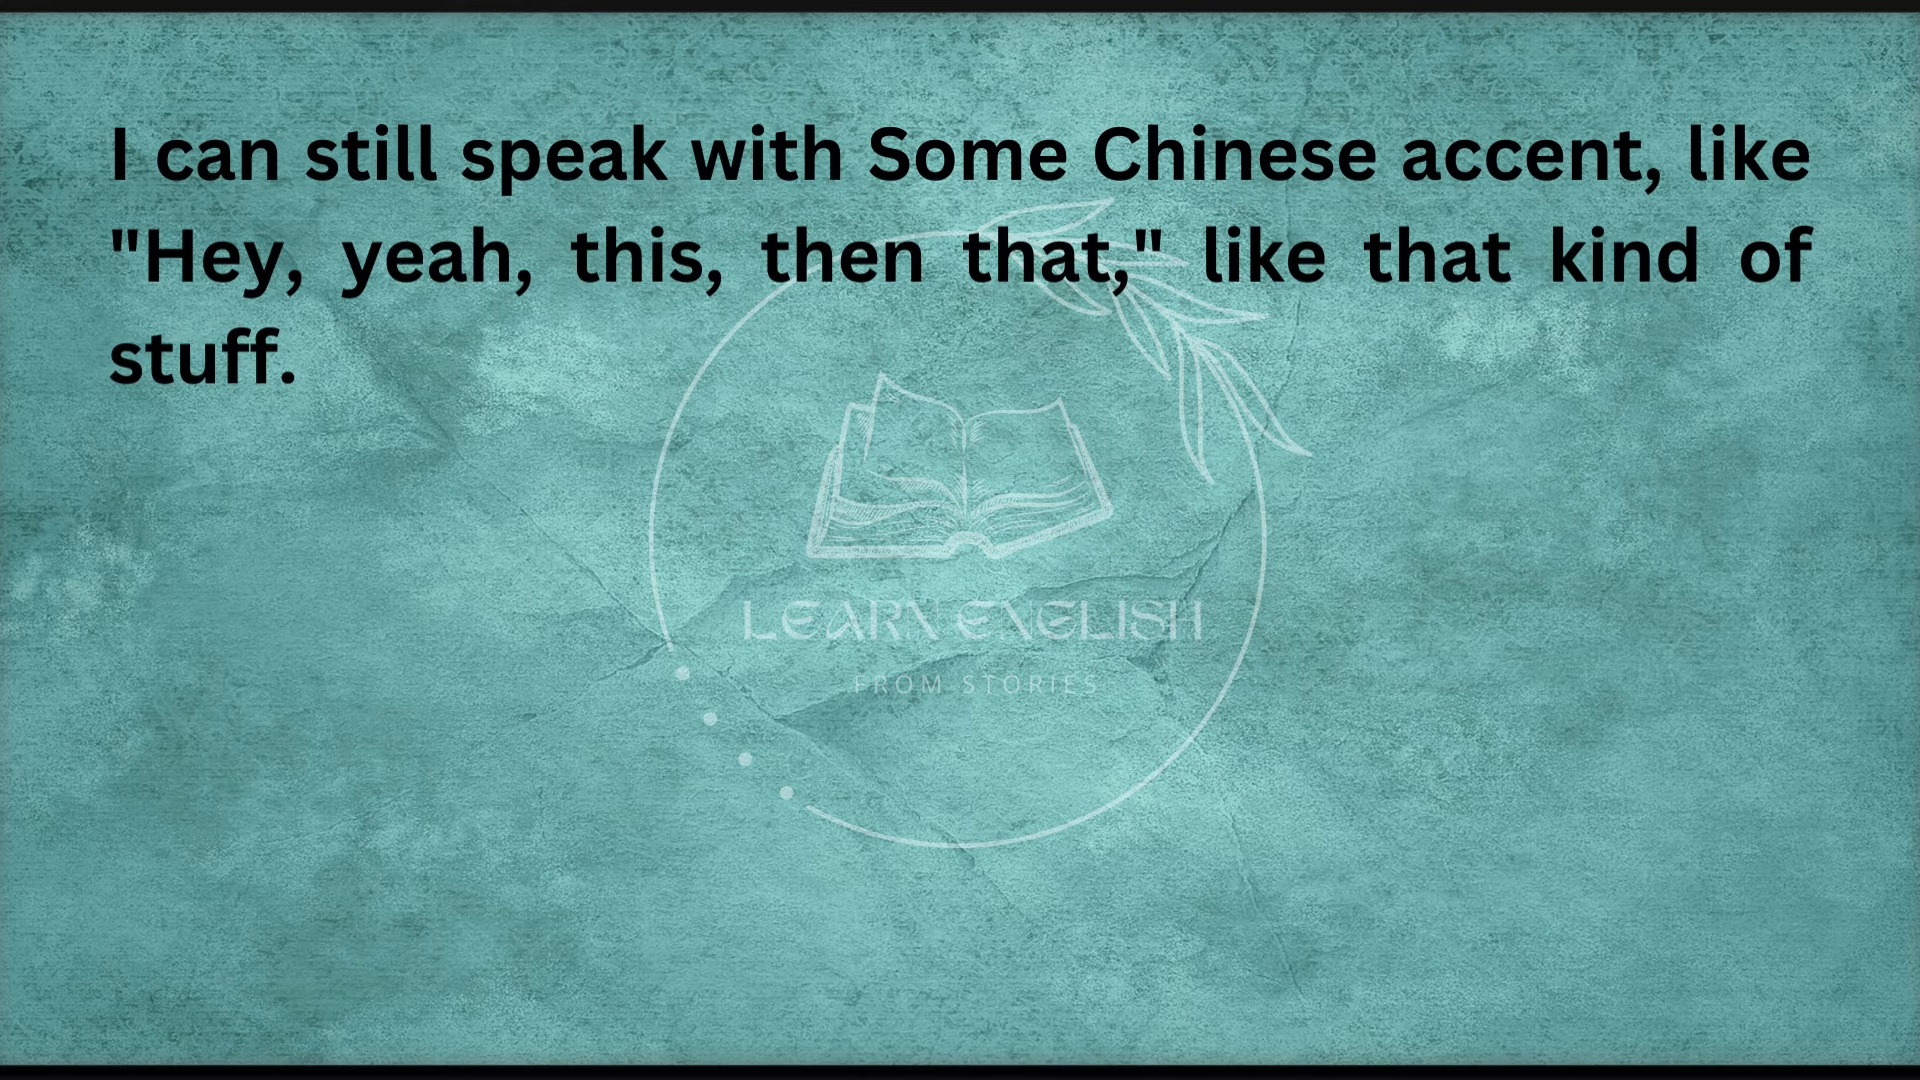 I can still speak with Some Chinese accent, like
"Hey, yeah, this, then that," like that kind of
stuff.
LEARN ENGLISH
FROM STORIES